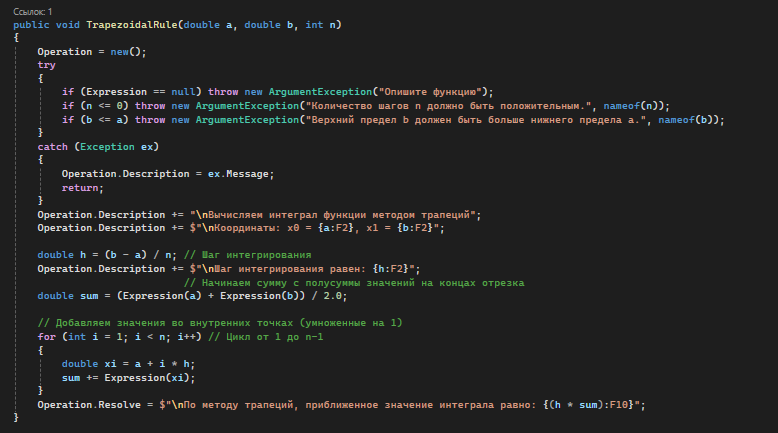 Ссылок: 1
public void TrapezoidalRule(double a, double b, int n)
{
    Operation = new();
    try
    {
        if (Expression == null) throw new ArgumentException("Опишите функцию");
        if (n <= 0) throw new ArgumentException("Количество шагов n должно быть положительным.", nameof(n));
        if (b <= a) throw new ArgumentException("Верхний предел b должен быть больше нижнего предела a.", nameof(b));
    }
    catch (Exception ex)
    {
        Operation.Description = ex.Message;
        return;
    }
    Operation.Description += "\nВычисляем интеграл функции методом трапеций";
    Operation.Description += $"\nКоординаты: x0 = {a:F2}, x1 = {b:F2}";

    double h = (b - a) / n; // Шаг интегрирования
    Operation.Description += $"\nШаг интегрирования равен: {h:F2}";
                            // Начинаем сумму с полусуммы значений на концах отрезка
    double sum = (Expression(a) + Expression(b)) / 2.0;

    // Добавляем значения во внутренних точках (умноженные на 1)
    for (int i = 1; i < n; i++) // Цикл от 1 до n-1
    {
        double xi = a + i * h;
        sum += Expression(xi);
    }
    Operation.Resolve = $"\nПо методу трапеций, приближенное значение интеграла равно: {(h * sum):F10}";
}